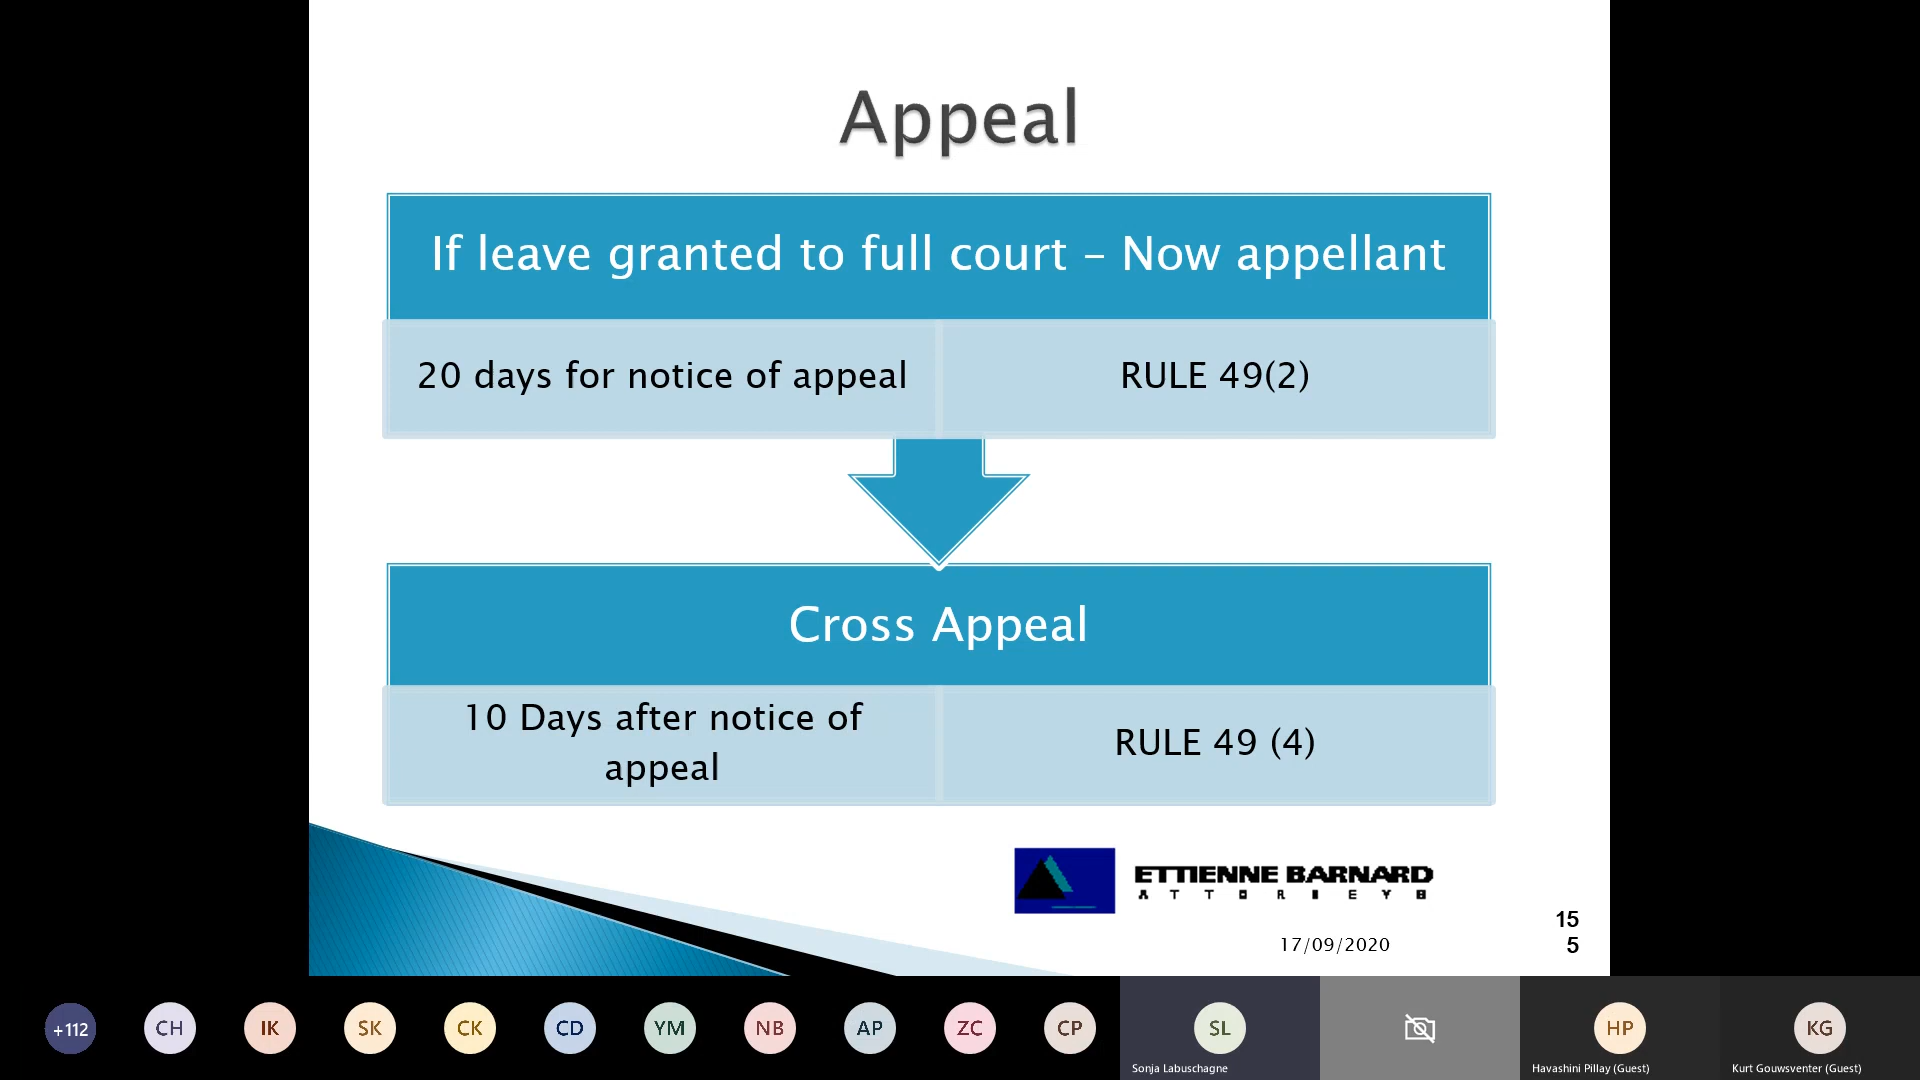 Appeal
If leave granted to full court – Now appellant
20 days for notice of appeal
RULE 49(2)
Cross Appeal
10 Days after notice of
appeal
RULE 49 (4)
ETTIENNE BARNARD
ATTORNEYS
17/09/2020
15
5
+112
CH
IK
SK
CK
CD
YM
NB
AP
ZC
CP
SL
HP
KG
Sonja Labuschagne
Havashini Pillay (Guest)
Kurt Gouwsventer (Guest)